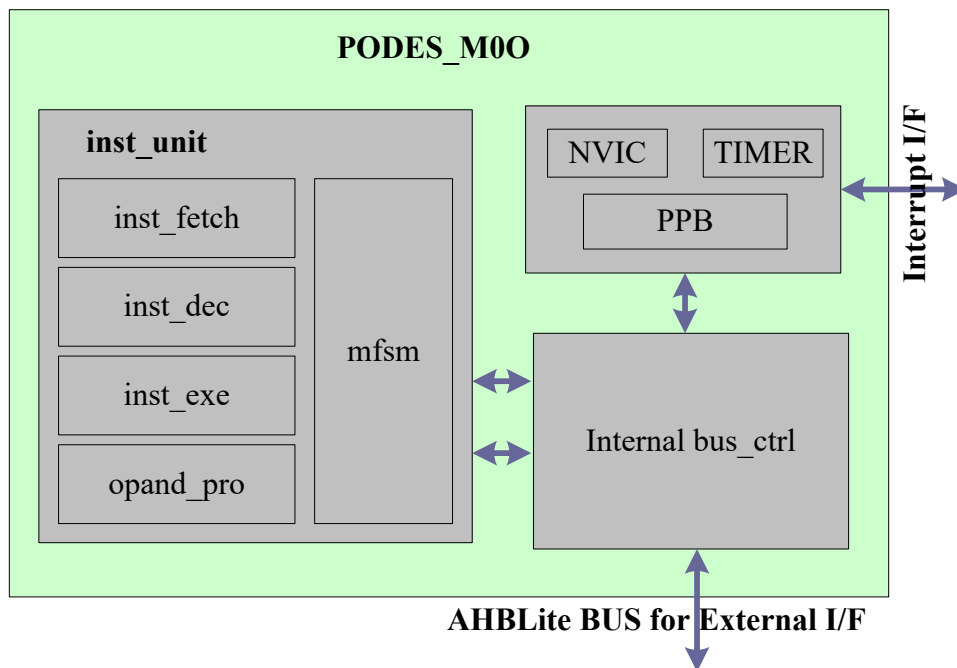 PODES_M0O
inst_unit
inst_fetch
inst_dec
inst_exe
opand_pro
mfsm
NVIC
TIMER
PPB
Interrupt I/F
Internal bus_ctrl
AHBLite BUS for External I/F